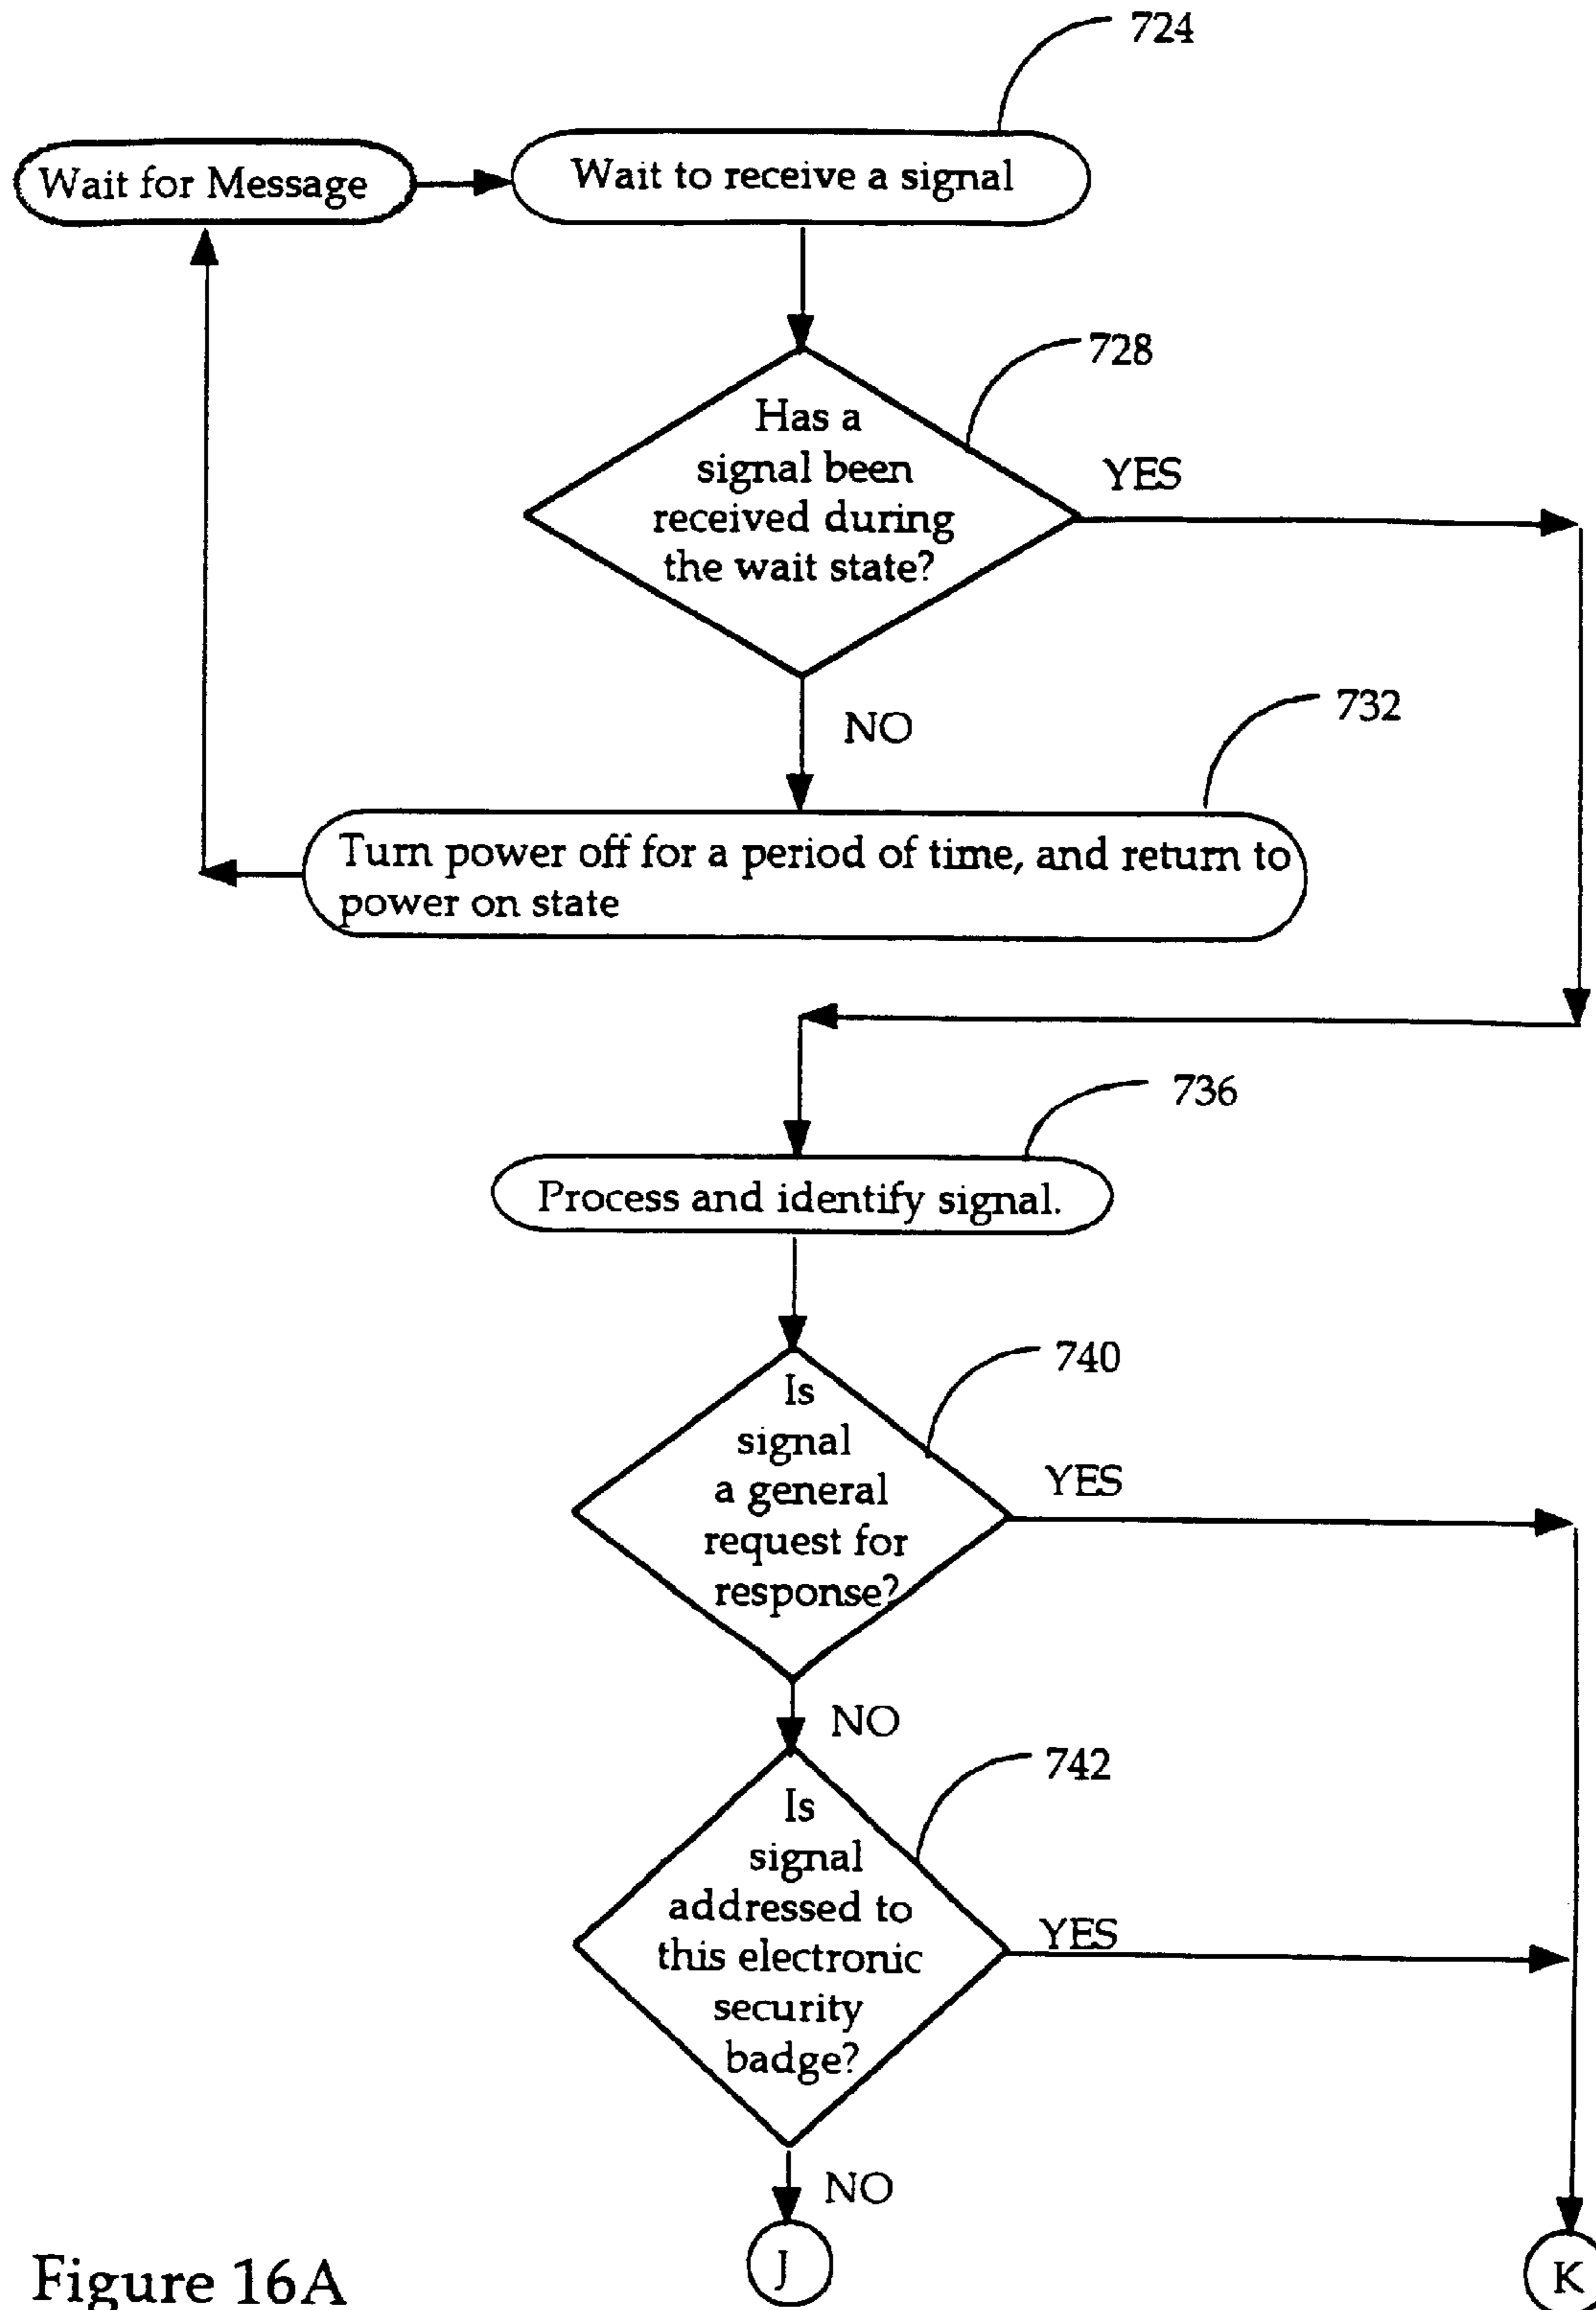 724
Wait for Message
Wait to receive a signal
728
Has a
signal been
received during
the wait state?
YES
NO
732
Turn power off for a period of time, and return to
power on state
736
Process and identify signal.
740
Is
signal
a general
request for
response?
YES
NO
742
Is
signal
addressed to
this electronic
security
badge?
YES
NO
J
K
Figure 16A